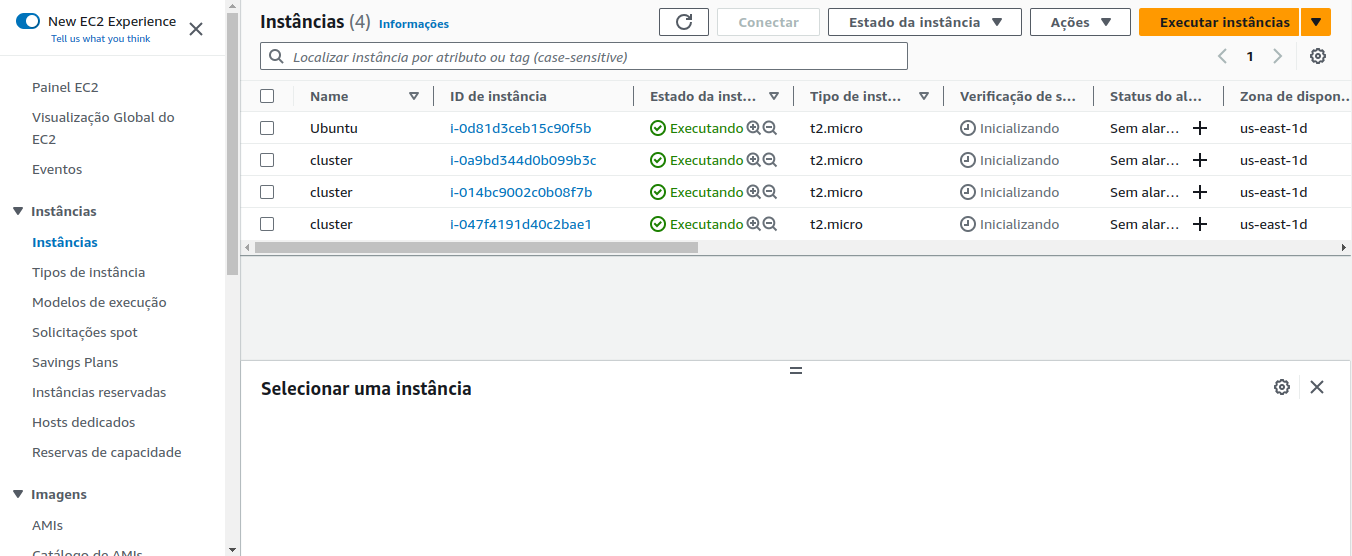 New EC2 Experience
Tell us what you think
Painel EC2
Visualização Global do
EC2
Eventos
Instâncias
Instâncias
Tipos de instância
Modelos de execução
Solicitações spot
Savings Plans
Instâncias reservadas
Hosts dedicados
Reservas de capacidade
Imagens
AMIs
Catálogo de AMIs
Instâncias (4) Informações
Conectar
Estado da instância
Ações
Executar instâncias
Localizar instância por atributo ou tag (case-sensitive)
1
Name ID de instância Estado da inst... Tipo de inst... Verificação de s... Status do al... Zona de dispon...
Ubuntu i-0d81d3ceb15c90f5b Executando t2.micro Inicializando Sem alar... us-east-1d
cluster i-0a9bd344d0b099b3c Executando t2.micro Inicializando Sem alar... us-east-1d
cluster i-014bc9002c0b08f7b Executando t2.micro Inicializando Sem alar... us-east-1d
cluster i-047f4191d40c2bae1 Executando t2.micro Inicializando Sem alar... us-east-1d
Selecionar uma instância